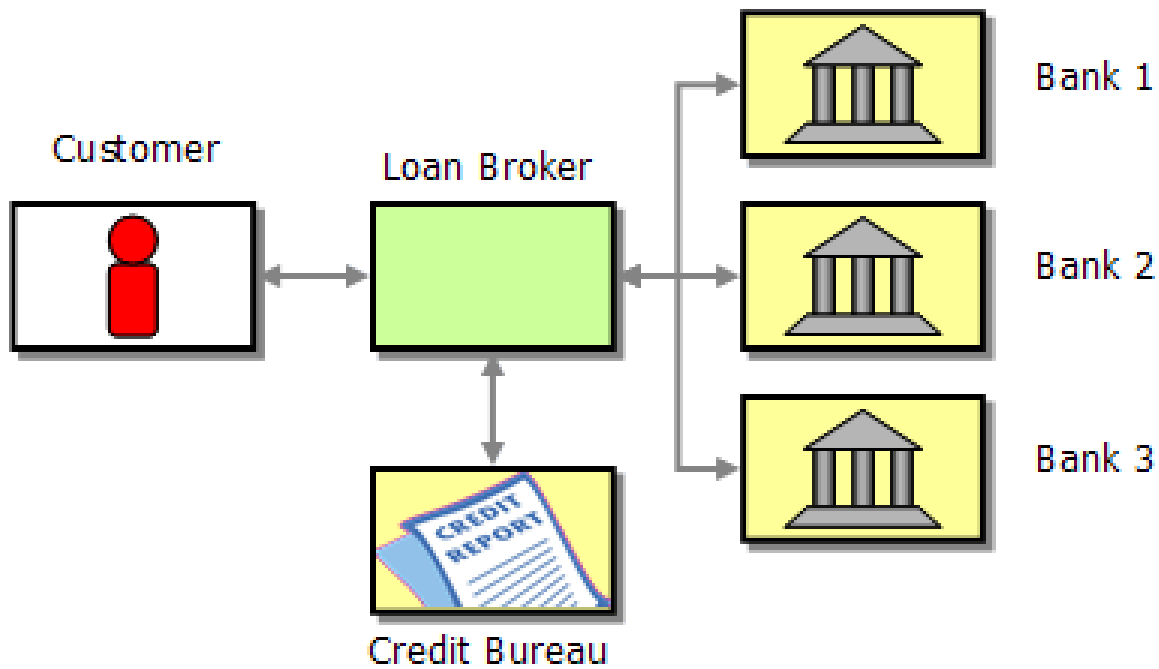 Customer
Loan Broker
Bank 1
Bank 2
Bank 3
CREDIT
REPORT
Credit Bureau